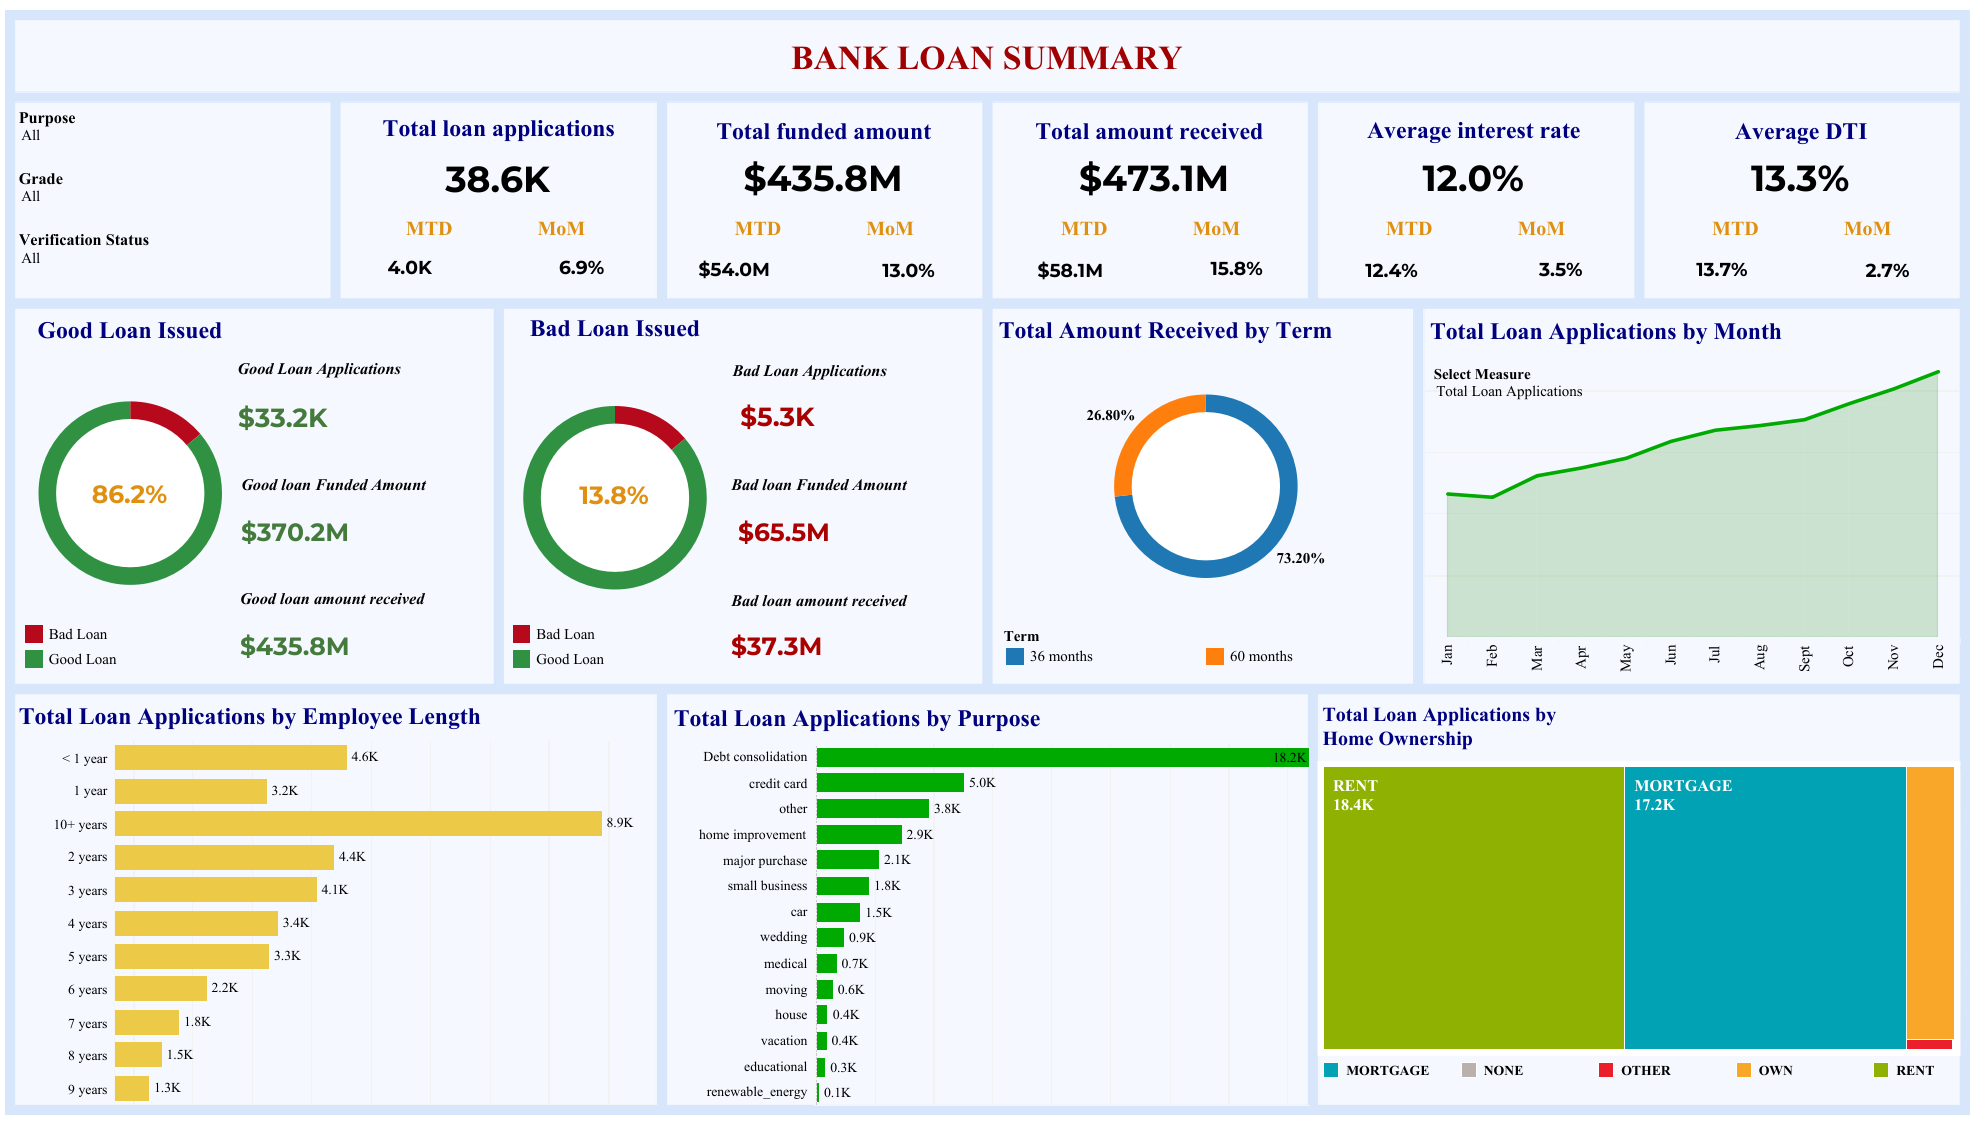 BANK LOAN SUMMARY
Purpose
All
Grade
All
Verification Status
All
Total loan applications
38.6K
MTD MoM
4.0K 6.9%
Total funded amount
$435.8M
MTD MoM
$54.0M 13.0%
Total amount received
$473.1M
MTD MoM
$58.1M 15.8%
Average interest rate
12.0%
MTD MoM
12.4% 3.5%
Average DTI
13.3%
MTD MoM
13.7% 2.7%
Good Loan Issued
Good Loan Applications
$33.2K
86.2%
Good loan Funded Amount
$370.2M
Good loan amount received
$435.8M
Bad Loan
Good Loan
Bad Loan Issued
Bad Loan Applications
$5.3K
13.8%
Bad loan Funded Amount
$65.5M
Bad loan amount received
$37.3M
Bad Loan
Good Loan
Total Amount Received by Term
26.80%
73.20%
Term
36 months 60 months
Total Loan Applications by Month
Select Measure
Total Loan Applications
Jan Feb Mar Apr May Jun Jul Aug Sept Oct Nov Dec
Total Loan Applications by Employee Length
< 1 year 4.6K
1 year 3.2K
10+ years 8.9K
2 years 4.4K
3 years 4.1K
4 years 3.4K
5 years 3.3K
6 years 2.2K
7 years 1.8K
8 years 1.5K
9 years 1.3K
Total Loan Applications by Purpose
Debt consolidation 18.2K
credit card 5.0K
other 3.8K
home improvement 2.9K
major purchase 2.1K
small business 1.8K
car 1.5K
wedding 0.9K
medical 0.7K
moving 0.6K
house 0.4K
vacation 0.4K
educational 0.3K
renewable_energy 0.1K
Total Loan Applications by
Home Ownership
RENT
18.4K
MORTGAGE
17.2K
MORTGAGE NONE OTHER OWN RENT